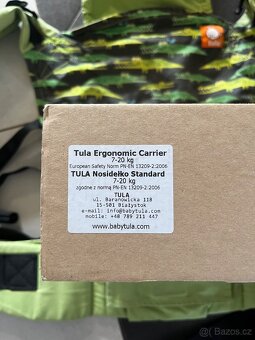 Tula Ergonomic Carrier
7-20 kg
European Safety Norm PN-EN 13209-2:2006
TULA Nosidełko Standard
7-20 kg
zgodne z normą PN-EN 13209-2:2006
TULA
ul. Baranowicka 118
15-501 Białystok
e-mail: info@babytula.com
mobile: +48 789 211 447
www.babytula.com
Bazoš.cz